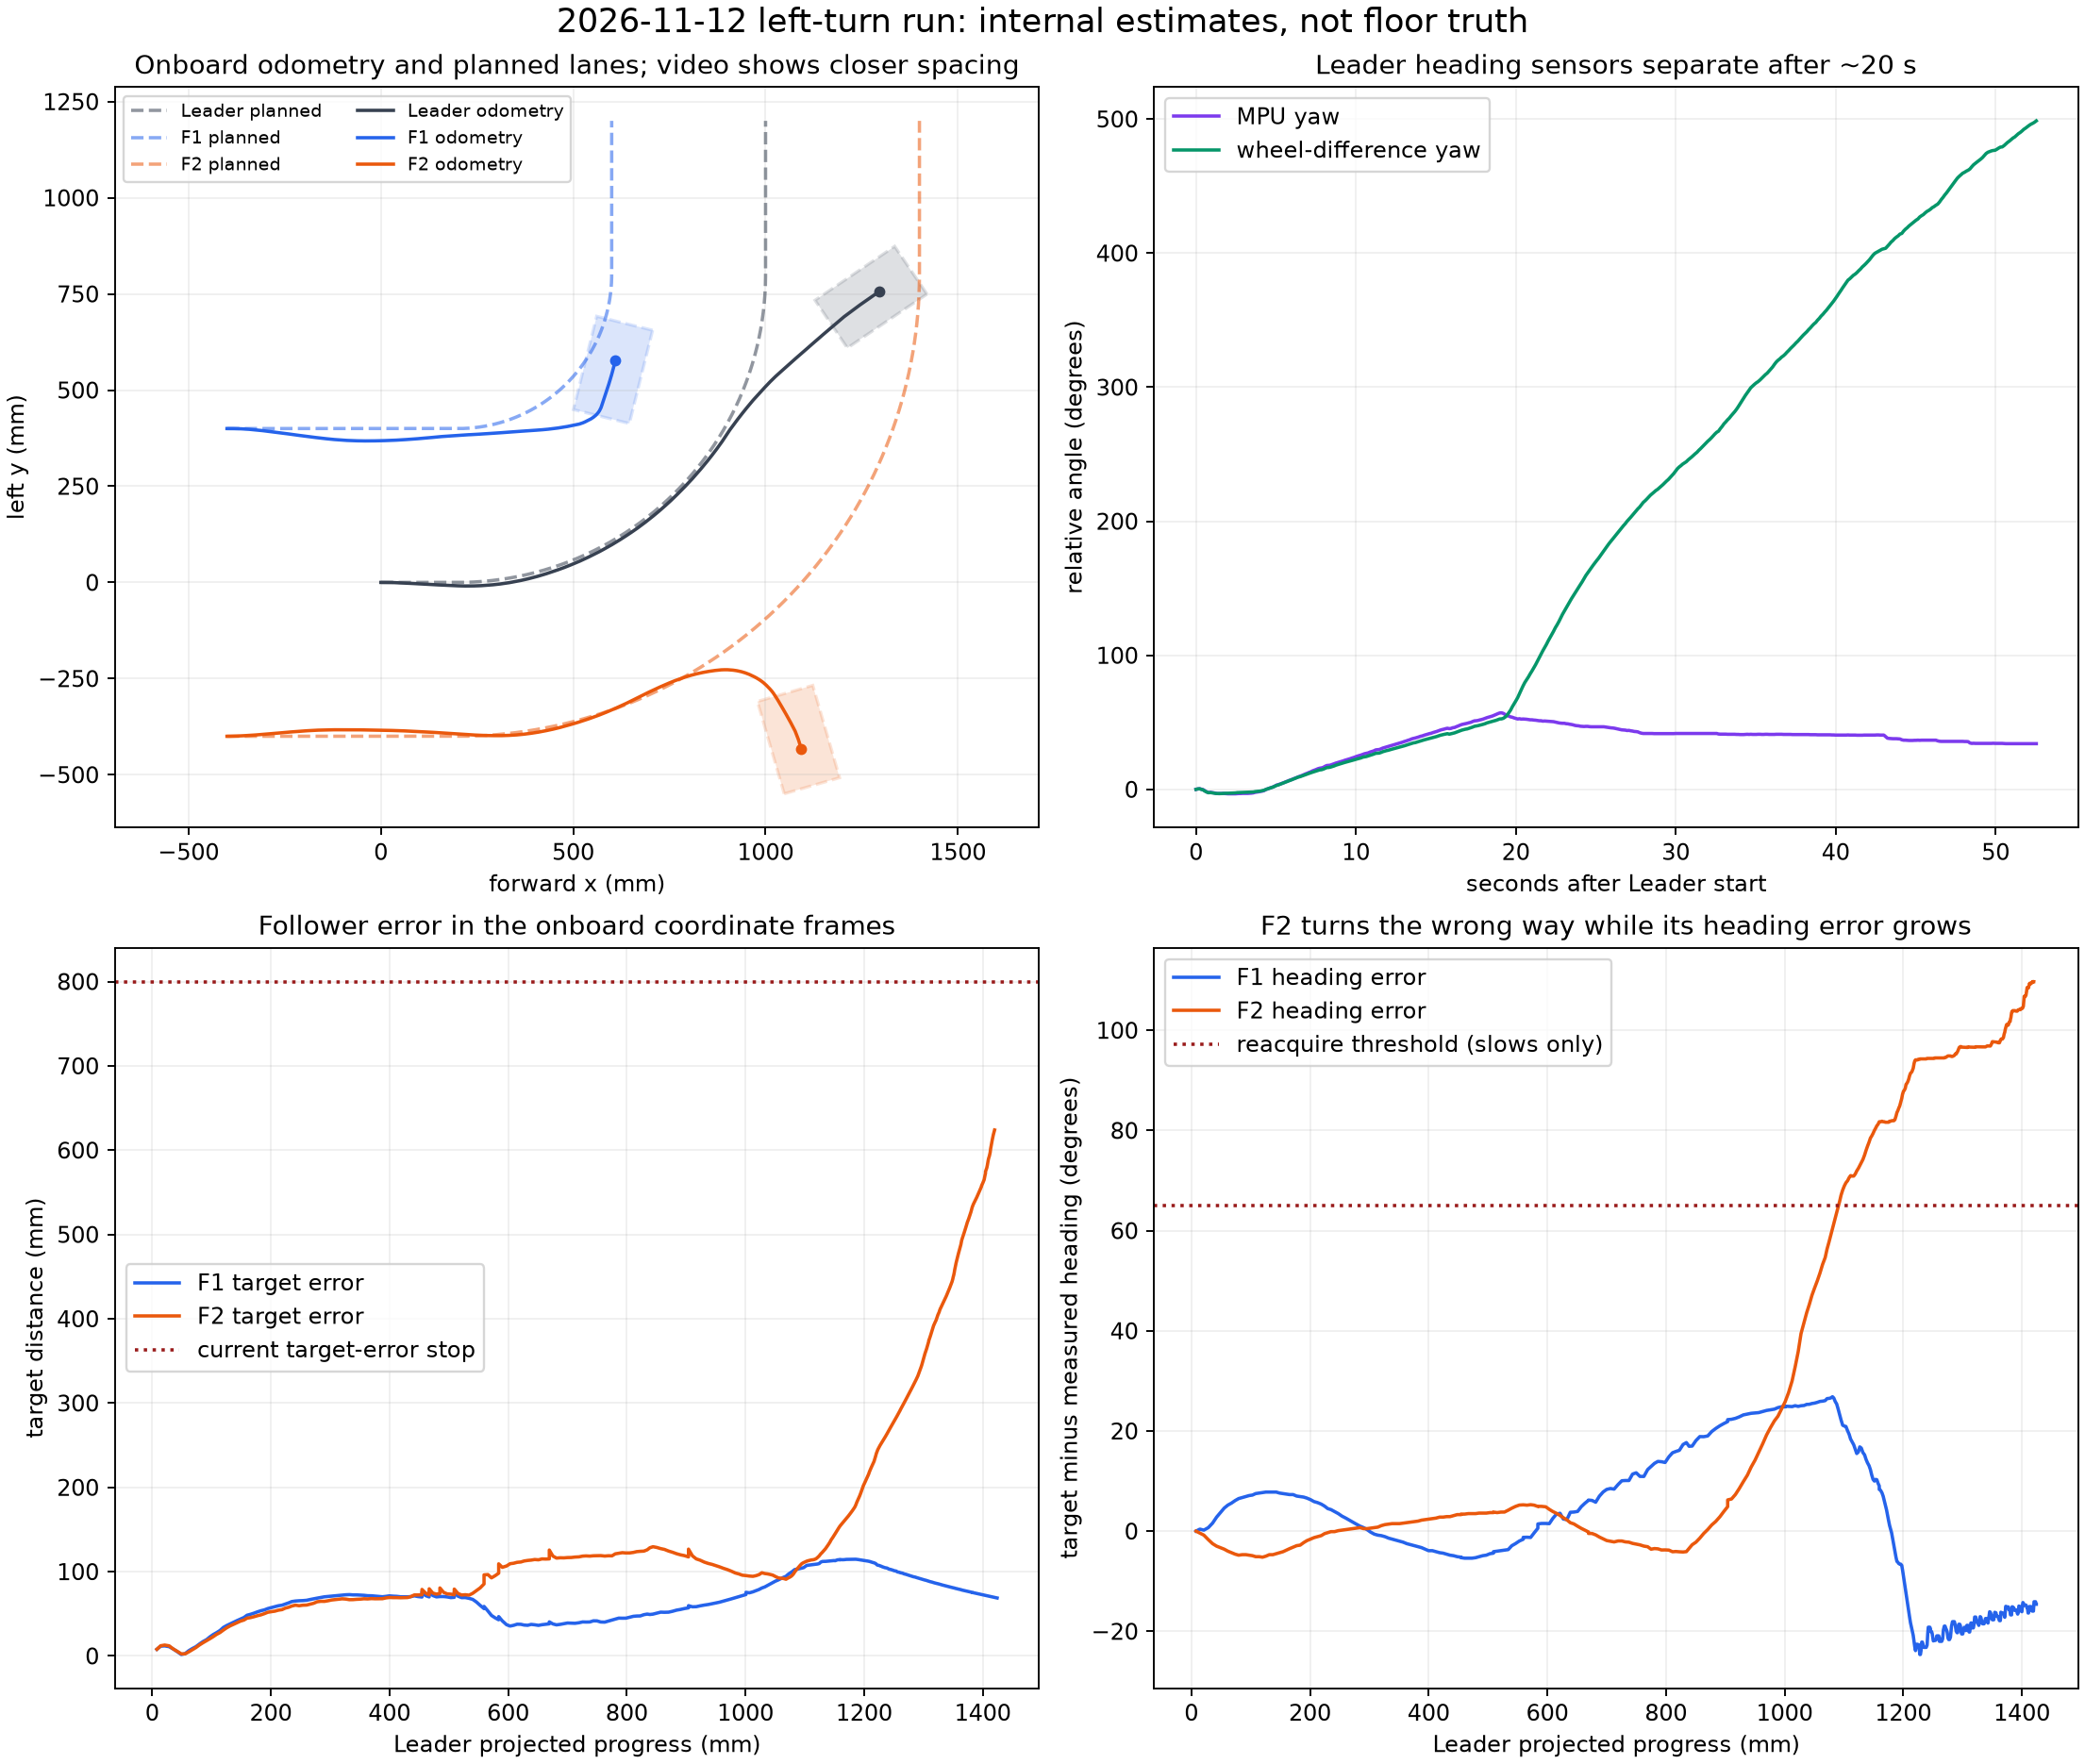 2026-11-12 left-turn run: internal estimates, not floor truth
Onboard odometry and planned lanes; video shows closer spacing
Leader planned
F1 planned
F2 planned
Leader odometry
F1 odometry
F2 odometry
1250
1000
750
500
250
0
−250
−500
left y (mm)
−500
0
500
1000
1500
forward x (mm)
Leader heading sensors separate after ~20 s
MPU yaw
wheel-difference yaw
500
400
300
200
100
0
relative angle (degrees)
0
10
20
30
40
50
seconds after Leader start
Follower error in the onboard coordinate frames
F1 target error
F2 target error
current target-error stop
800
700
600
500
400
300
200
100
0
target distance (mm)
0
200
400
600
800
1000
1200
1400
Leader projected progress (mm)
F2 turns the wrong way while its heading error grows
F1 heading error
F2 heading error
reacquire threshold (slows only)
100
80
60
40
20
0
−20
target minus measured heading (degrees)
0
200
400
600
800
1000
1200
1400
Leader projected progress (mm)